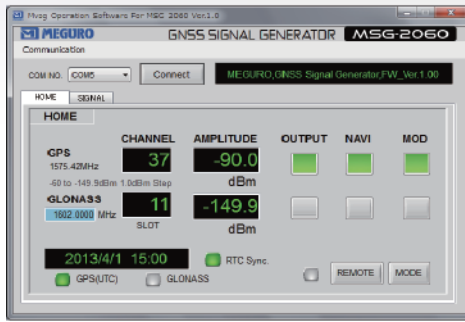 Msg Operation Software For MSG 2060 Ver.1.0
MEGURO GNSS SIGNAL GENERATOR MSG-2060
Communication
COM NO. COM5 Connect MEGURO,GNSS Signal Generator,FW_Ver.1.00
HOME SIGNAL
HOME
CHANNEL AMPLITUDE OUTPUT NAVI MOD
GPS 37 -90.0
1575.42MHz
-60 to -149.9dBm 1.0dBm Step dBm
GLONASS 11 -149.9
1602.0000 MHz
SLOT dBm
2013/4/1 15:00 RTC Sync.
GPS(UTC) GLONASS REMOTE MODE